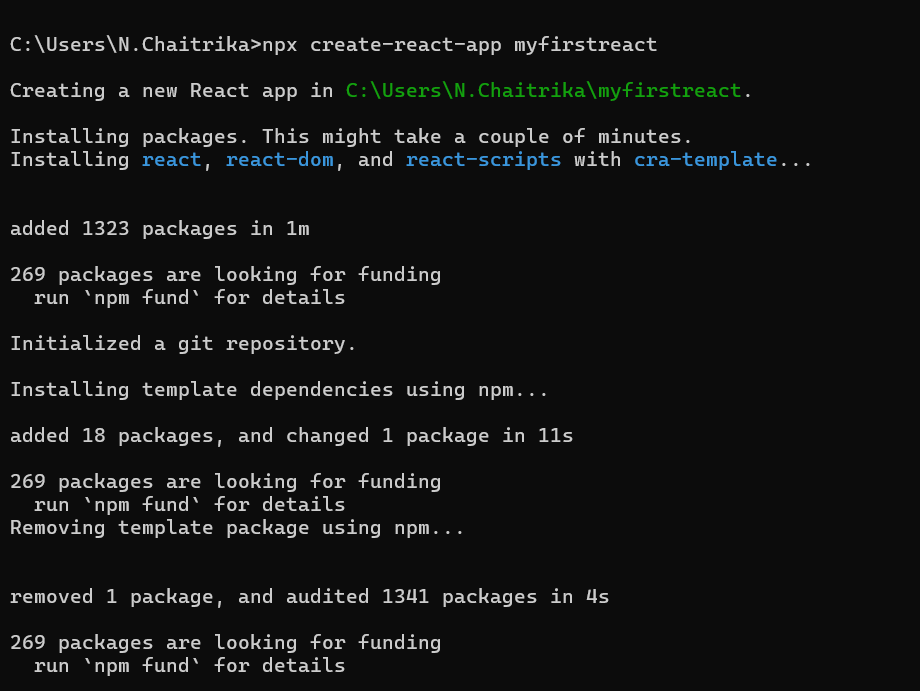 C:\Users\N.Chaitrika>npx create-react-app myfirstreact
Creating a new React app in C:\Users\N.Chaitrika\myfirstreact.
Installing packages. This might take a couple of minutes.
Installing react, react-dom, and react-scripts with cra-template...
added 1323 packages in 1m
269 packages are looking for funding
  run `npm fund` for details
Initialized a git repository.
Installing template dependencies using npm...
added 18 packages, and changed 1 package in 11s
269 packages are looking for funding
  run `npm fund` for details
Removing template package using npm...
removed 1 package, and audited 1341 packages in 4s
269 packages are looking for funding
  run `npm fund` for details